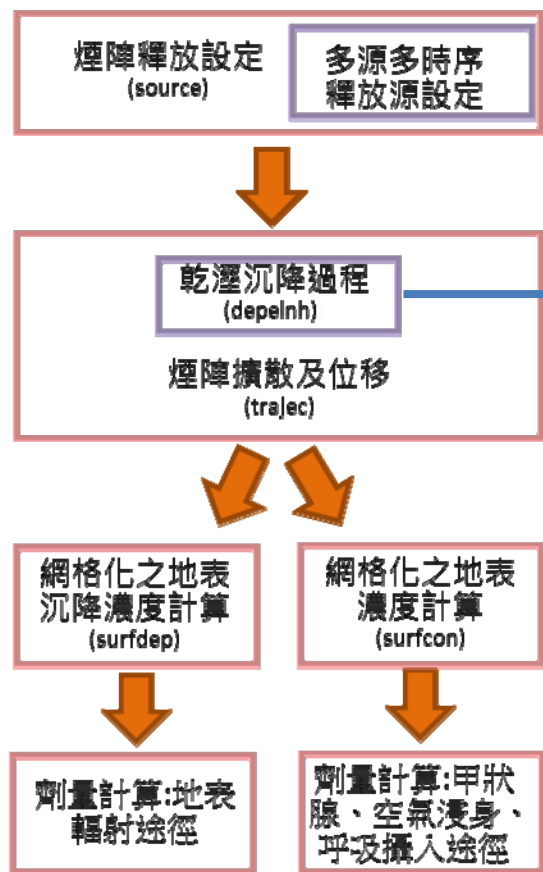 煙陣釋放設定
(source)
多源多時序
釋放源設定
乾溼沉降過程
(depelnh)
煙陣擴散及位移
(trajec)
網格化之地表
沉降濃度計算
(surfdep)
網格化之地表
濃度計算
(surfcon)
劑量計算:地表
輻射途徑
劑量計算:甲狀
腺、空氣浸身、
呼吸攝入途徑